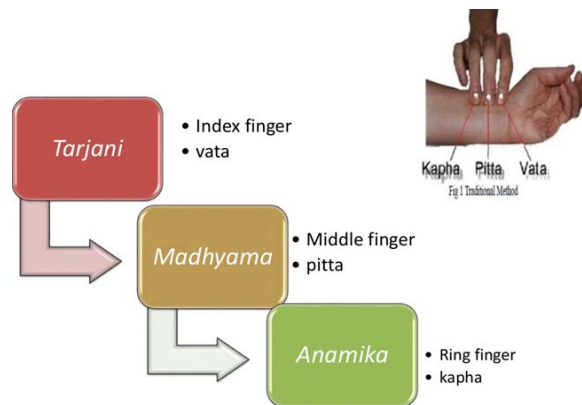 Tarjani
• Index finger
• vata
Kapha Pitta Vata
Fig 1 Traditional Method
Madhyama
• Middle finger
• pitta
Anamika
• Ring finger
• kapha